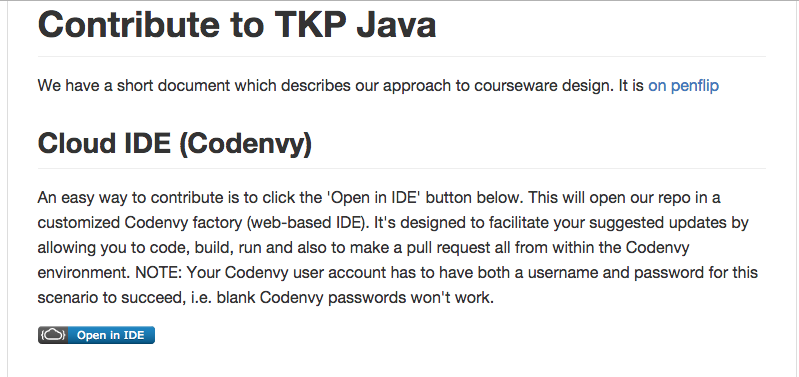 Contribute to TKP Java
We have a short document which describes our approach to courseware design. It is on penflip
Cloud IDE (Codenvy)
An easy way to contribute is to click the 'Open in IDE' button below. This will open our repo in a
customized Codenvy factory (web-based IDE). It's designed to facilitate your suggested updates by
allowing you to code, build, run and also to make a pull request all from within the Codenvy
environment. NOTE: Your Codenvy user account has to have both a username and password for this
scenario to succeed, i.e. blank Codenvy passwords won't work.
Open in IDE